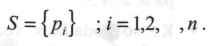 S = {p_i} ; i = 1,2, ,n .